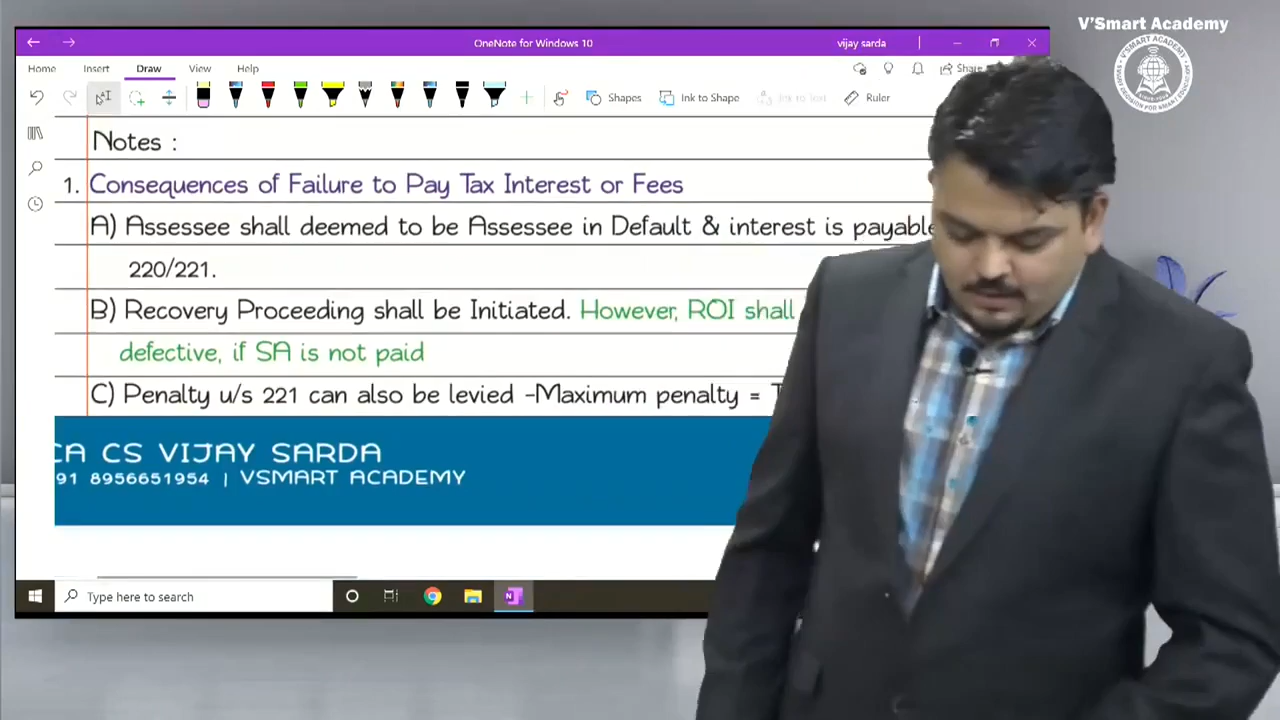 V'Smart Academy
OneNote for Windows 10
vijay sarda
Home Insert Draw View Help
Share
Shapes Ink to Shape Ink to Text Ruler
Notes :
1. Consequences of Failure to Pay Tax Interest or Fees
A) Assessee shall deemed to be Assessee in Default & interest is payable
220/221.
B) Recovery Proceeding shall be Initiated. However, ROI shall
defective, if SA is not paid
C) Penalty u/s 221 can also be levied -Maximum penalty =
CA CS VIJAY SARDA
91 8956651954 | VSMART ACADEMY
Type here to search